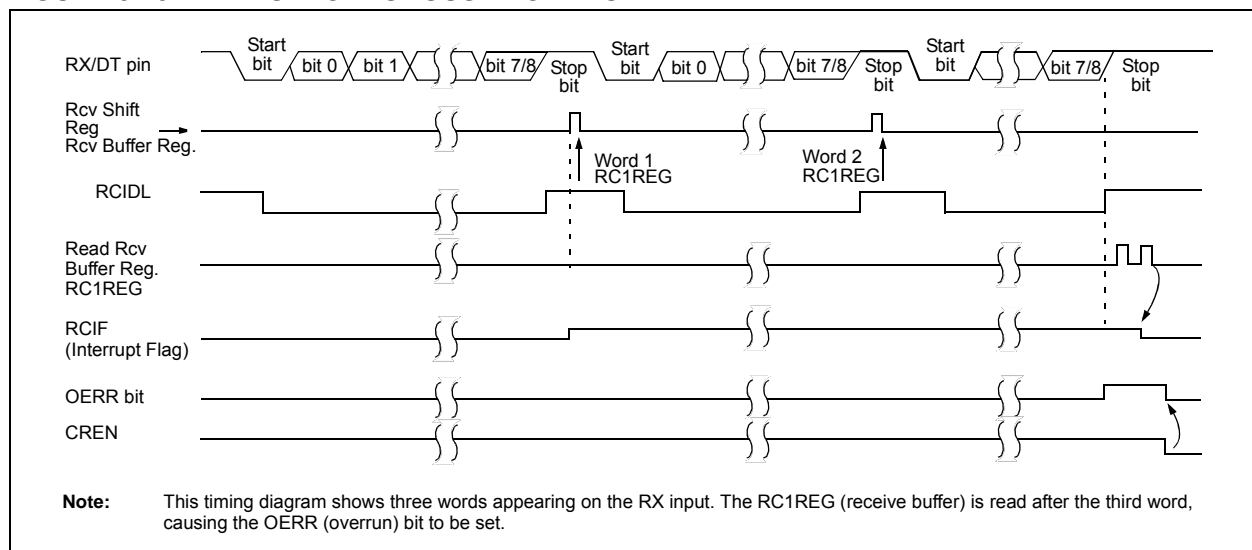 Start
bit
bit 0
bit 1
bit 7/8
Stop
bit
Start
bit
bit 0
bit 7/8
Stop
bit
Start
bit
bit 7/8
Stop
bit
RX/DT pin
Rcv Shift
Reg
Rcv Buffer Reg.
Word 1
RC1REG
Word 2
RC1REG
RCIDL
Read Rcv
Buffer Reg.
RC1REG
RCIF
(Interrupt Flag)
OERR bit
CREN
Note: This timing diagram shows three words appearing on the RX input. The RC1REG (receive buffer) is read after the third word,
causing the OERR (overrun) bit to be set.